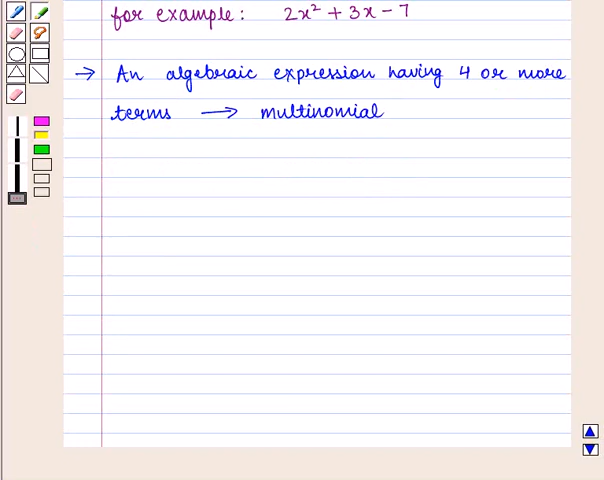 for example: 2x² + 3x - 7
→ An algebraic expression having 4 or more
terms → multinomial